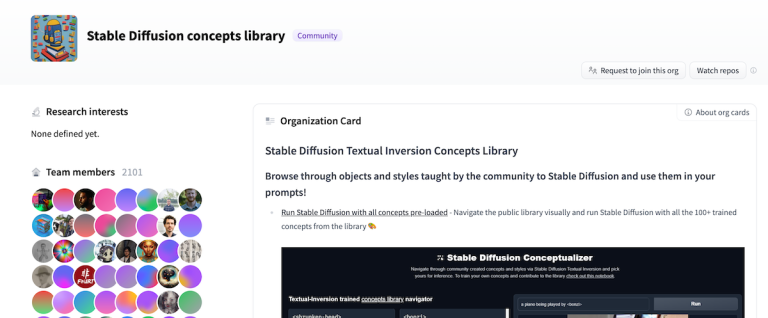 Stable Diffusion concepts library Community
Request to join this org Watch repos
Research interests
None defined yet.
Team members 2101
Organization Card
About org cards
Stable Diffusion Textual Inversion Concepts Library
Browse through objects and styles taught by the community to Stable Diffusion and use them in your
prompts!
Run Stable Diffusion with all concepts pre-loaded - Navigate the public library visually and run Stable Diffusion with all the 100+ trained
concepts from the library
Stable Diffusion Conceptualizer
Navigate through community created concepts and styles via Stable Diffusion Textual Inversion and pick
yours for inference. To train your own concepts and contribute to the library check out this notebook
Textual-Inversion trained concepts library navigator
a piano being played by <bonzi>
Run